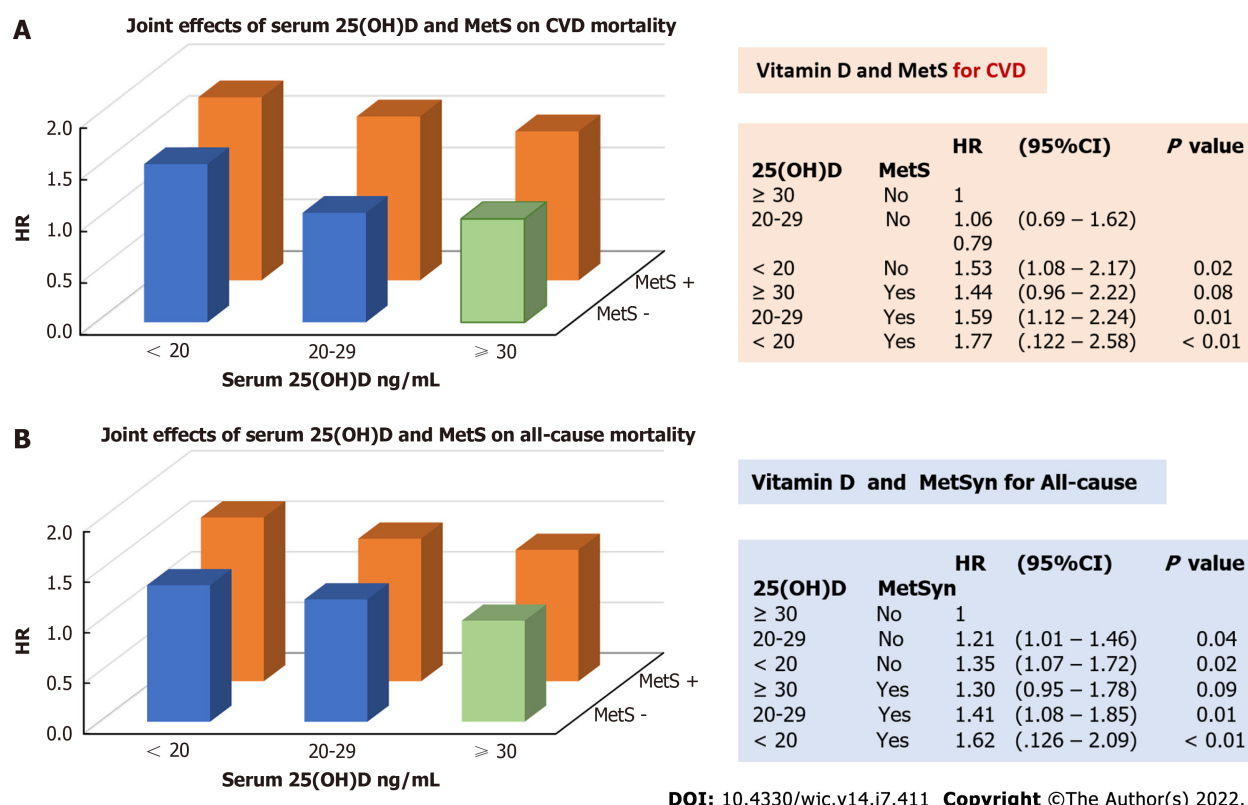 A
Joint effects of serum 25(OH)D and MetS on CVD mortality
HR
2.0
1.5
1.0
0.5
0.0
MetS +
MetS -
< 20
20-29
⩾ 30
Serum 25(OH)D ng/mL
Vitamin D and MetS for CVD
HR (95%CI) P value
25(OH)D MetS
≥ 30 No 1
20-29 No 1.06 (0.69 – 1.62)
0.79
< 20 No 1.53 (1.08 – 2.17) 0.02
≥ 30 Yes 1.44 (0.96 – 2.22) 0.08
20-29 Yes 1.59 (1.12 – 2.24) 0.01
< 20 Yes 1.77 (.122 – 2.58) < 0.01
B
Joint effects of serum 25(OH)D and MetS on all-cause mortality
HR
2.0
1.5
1.0
0.5
0.0
MetS +
MetS -
< 20
20-29
⩾ 30
Serum 25(OH)D ng/mL
Vitamin D and MetSyn for All-cause
HR (95%CI) P value
25(OH)D MetSyn
≥ 30 No 1
20-29 No 1.21 (1.01 – 1.46) 0.04
< 20 No 1.35 (1.07 – 1.72) 0.02
≥ 30 Yes 1.30 (0.95 – 1.78) 0.09
20-29 Yes 1.41 (1.08 – 1.85) 0.01
< 20 Yes 1.62 (.126 – 2.09) < 0.01
DOI: 10.4330/wjc.v14.i7.411 Copyright ©The Author(s) 2022.